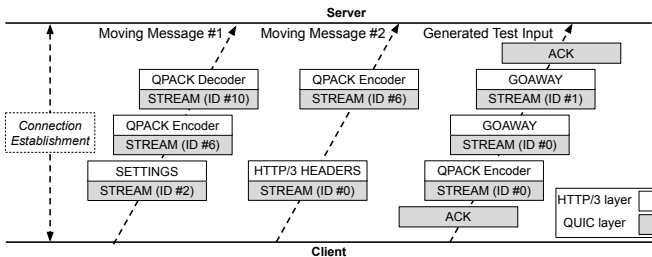 Server
Moving Message #1
Moving Message #2
Generated Test Input
ACK
QPACK Decoder
STREAM (ID #10)
QPACK Encoder
STREAM (ID #6)
GOAWAY
STREAM (ID #1)
Connection
Establishment
QPACK Encoder
STREAM (ID #6)
GOAWAY
STREAM (ID #0)
SETTINGS
STREAM (ID #2)
HTTP/3 HEADERS
STREAM (ID #0)
QPACK Encoder
STREAM (ID #0)
ACK
HTTP/3 layer
QUIC layer
Client